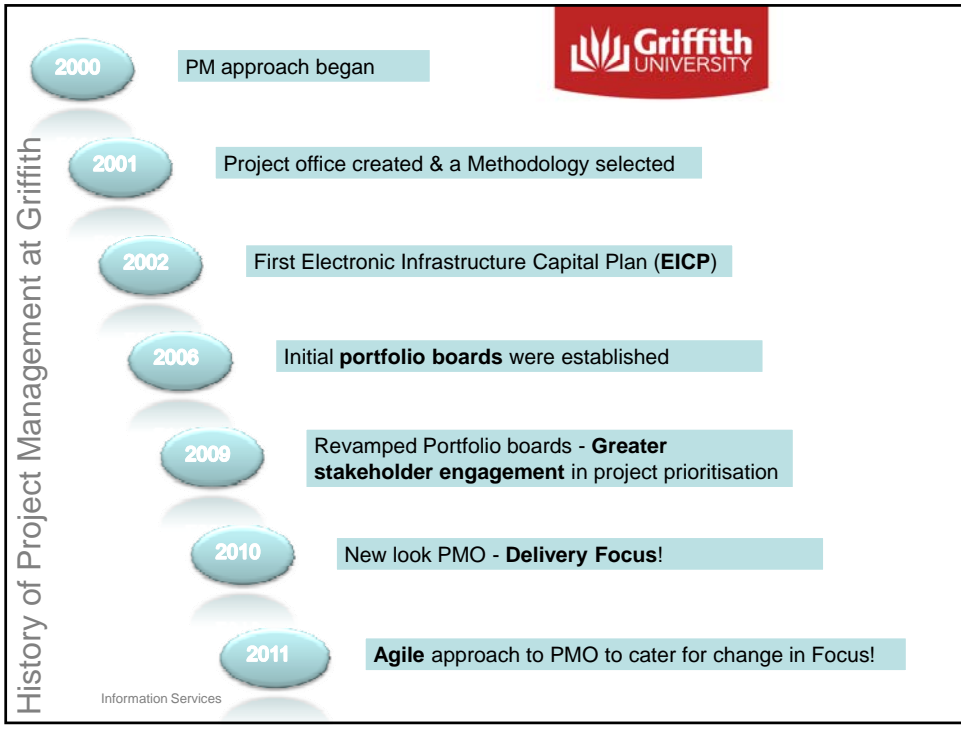 Griffith
UNIVERSITY
History of Project Management at Griffith
2000
PM approach began
2001
Project office created & a Methodology selected
2002
First Electronic Infrastructure Capital Plan (EICP)
2006
Initial portfolio boards were established
2009
Revamped Portfolio boards - Greater
stakeholder engagement in project prioritisation
2010
New look PMO - Delivery Focus!
2011
Agile approach to PMO to cater for change in Focus!
Information Services